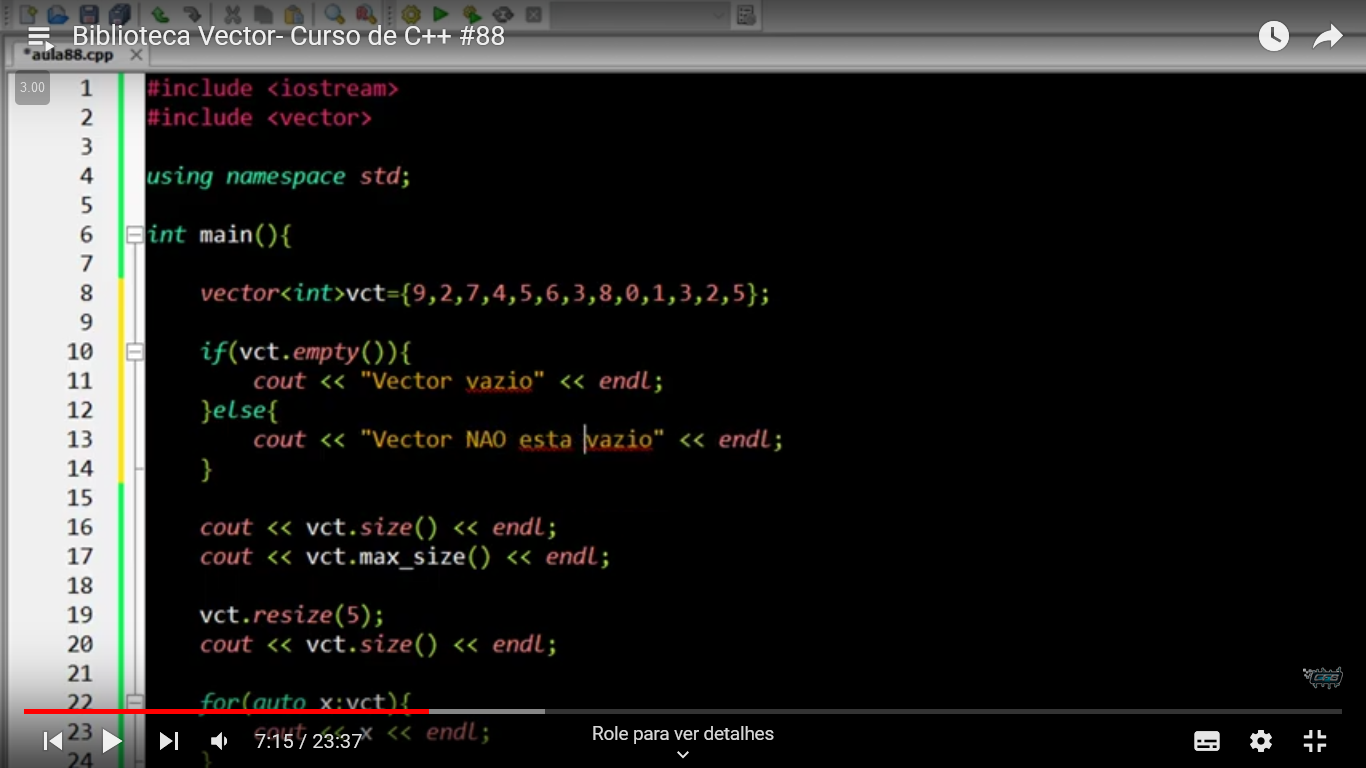 Biblioteca Vector- Curso de C++ #88
*aula88.cpp
3.00
1 #include <iostream>
2 #include <vector>
3
4 using namespace std;
5
6 int main(){
7
8 vector<int>vct={9,2,7,4,5,6,3,8,0,1,3,2,5};
9
10 if(vct.empty()){
11 cout << "Vector vazio" << endl;
12 }else{
13 cout << "Vector NAO esta vazio" << endl;
14 }
15
16 cout << vct.size() << endl;
17 cout << vct.max_size() << endl;
18
19 vct.resize(5);
20 cout << vct.size() << endl;
21
22 for(auto x:vct){
23 cout << x << endl;
24 }
7:15 / 23:37
Role para ver detalhes